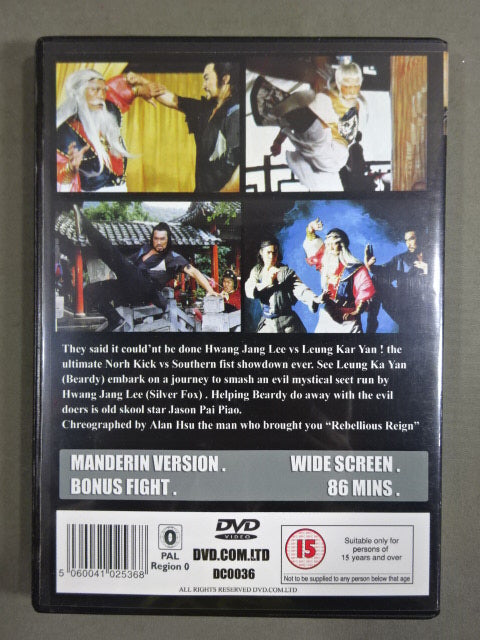 They said it could'nt be done Hwang Jang Lee vs Leung Kar Yan ! the
ultimate Norh Kick vs Southern fist showdown ever. See Leung Ka Yan
(Beardy) embark on a journey to smash an evil mystical sect run by
Hwang Jang Lee (Silver Fox) . Helping Beardy do away with the evil
doers is old skool star Jason Pai Piao.
Chreographed by Alan Hsu the man who brought you “Rebellious Reign”
MANDERIN VERSION .
WIDE SCREEN .
BONUS FIGHT .
86 MINS .
5 060041 025368
0
PAL
Region 0
DVD
VIDEO
DVD.COM.LTD
DC0036
15
Suitable only for
persons of
15 years and over
Not to be supplied to any person below that age
ALL RIGHTS RESERVED DVD.COM.LTD